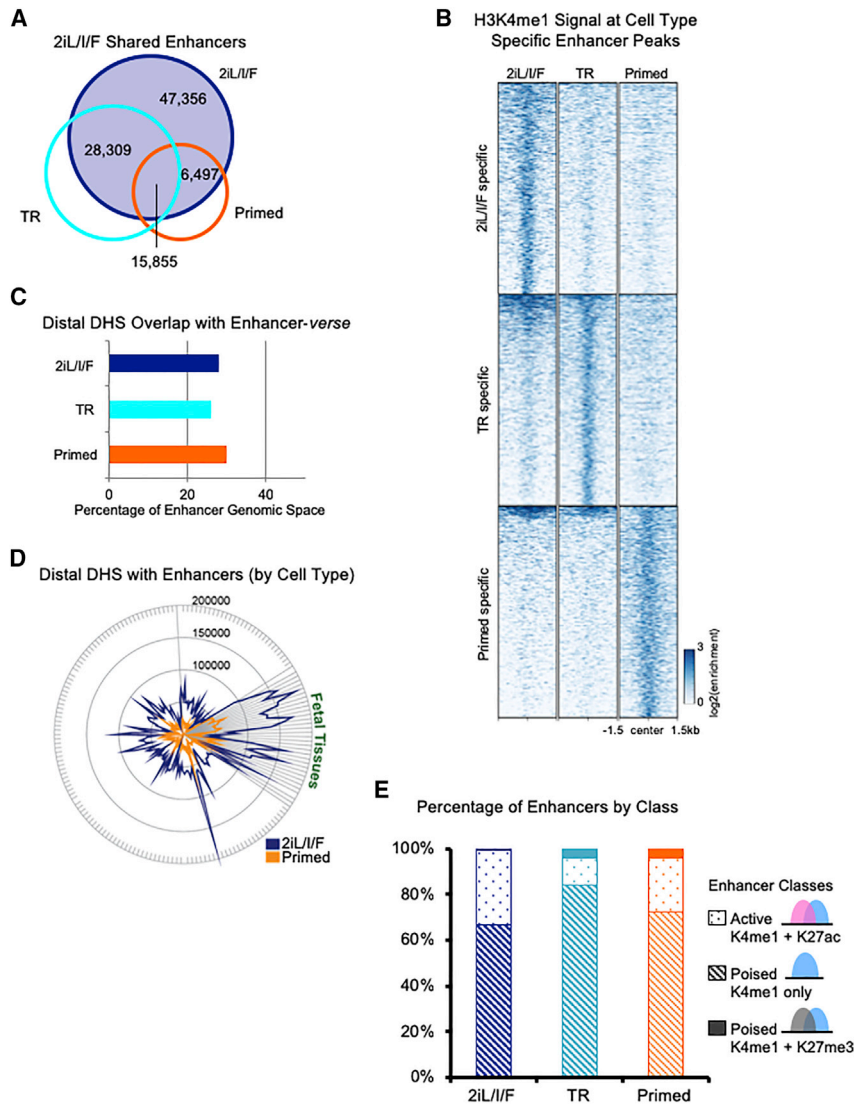 A
2iL/I/F Shared Enhancers
2iL/I/F
47,356
28,309
6,497
TR
Primed
15,855
B
H3K4me1 Signal at Cell Type
Specific Enhancer Peaks
2iL/I/F TR Primed
2iL/I/F specific
TR specific
Primed specific
3
0
log2(enrichment)
-1.5 center 1.5kb
C
Distal DHS Overlap with Enhancer-verse
2iL/I/F
TR
Primed
0 20 40
Percentage of Enhancer Genomic Space
D
Distal DHS with Enhancers (by Cell Type)
200000
150000
100000
Fetal Tissues
2iL/I/F
Primed
E
Percentage of Enhancers by Class
100%
80%
60%
40%
20%
0%
2iL/I/F TR Primed
Enhancer Classes
Active
K4me1 + K27ac
Poised
K4me1 only
Poised
K4me1 + K27me3